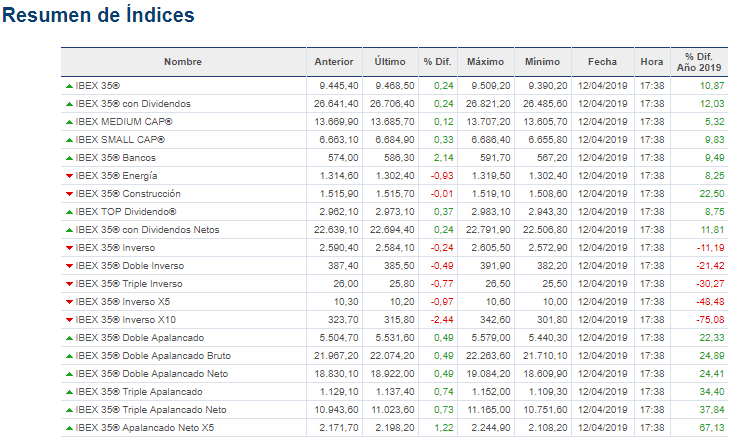 Resumen de Índices
Nombre Anterior Último % Dif. Máximo Mínimo Fecha Hora % Dif. Año 2019
IBEX 35® 9.445,40 9.468,50 0,24 9.509,20 9.390,20 12/04/2019 17:38 10,87
IBEX 35® con Dividendos 26.641,40 26.706,40 0,24 26.821,20 26.485,60 12/04/2019 17:38 12,03
IBEX MEDIUM CAP® 13.669,90 13.685,70 0,12 13.707,20 13.605,70 12/04/2019 17:38 5,32
IBEX SMALL CAP® 6.663,10 6.684,90 0,33 6.686,40 6.655,80 12/04/2019 17:38 9,83
IBEX 35® Bancos 574,00 586,30 2,14 591,70 567,20 12/04/2019 17:38 9,49
IBEX 35® Energía 1.314,60 1.302,40 -0,93 1.319,50 1.302,40 12/04/2019 17:38 8,25
IBEX 35® Construcción 1.515,90 1.515,70 -0,01 1.519,10 1.508,60 12/04/2019 17:38 22,50
IBEX TOP Dividendo® 2.962,10 2.973,10 0,37 2.983,10 2.943,30 12/04/2019 17:38 8,75
IBEX 35® con Dividendos Netos 22.639,10 22.694,40 0,24 22.791,90 22.506,80 12/04/2019 17:38 11,81
IBEX 35® Inverso 2.590,40 2.584,10 -0,24 2.605,50 2.572,90 12/04/2019 17:38 -11,19
IBEX 35® Doble Inverso 387,40 385,50 -0,49 391,90 382,20 12/04/2019 17:38 -21,42
IBEX 35® Triple Inverso 26,00 25,80 -0,77 26,50 25,50 12/04/2019 17:38 -30,27
IBEX 35® Inverso X5 10,30 10,20 -0,97 10,60 10,00 12/04/2019 17:38 -48,48
IBEX 35® Inverso X10 323,70 315,80 -2,44 342,60 301,80 12/04/2019 17:38 -75,08
IBEX 35® Doble Apalancado 5.504,70 5.531,60 0,49 5.579,00 5.440,30 12/04/2019 17:38 22,33
IBEX 35® Doble Apalancado Bruto 21.967,20 22.074,20 0,49 22.263,60 21.710,10 12/04/2019 17:38 24,89
IBEX 35® Doble Apalancado Neto 18.830,10 18.922,00 0,49 19.084,20 18.609,90 12/04/2019 17:38 24,41
IBEX 35® Triple Apalancado 1.129,10 1.137,40 0,74 1.152,00 1.109,30 12/04/2019 17:38 34,40
IBEX 35® Triple Apalancado Neto 10.943,60 11.023,60 0,73 11.165,00 10.751,60 12/04/2019 17:38 37,84
IBEX 35® Apalancado Neto X5 2.171,70 2.198,20 1,22 2.244,90 2.108,20 12/04/2019 17:38 67,13